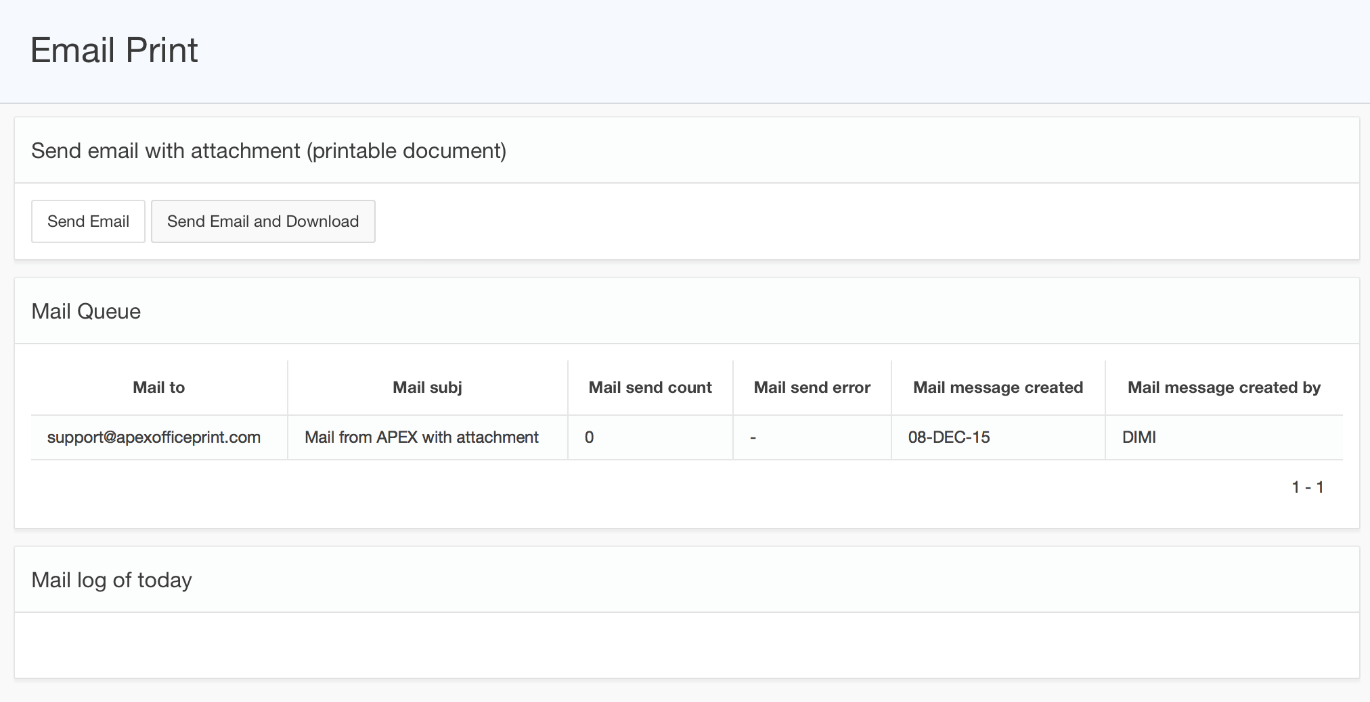 Email Print
Send email with attachment (printable document)
Send Email Send Email and Download
Mail Queue
Mail to Mail subj Mail send count Mail send error Mail message created Mail message created by
support@apexofficeprint.com Mail from APEX with attachment 0 - 08-DEC-15 DIMI
1 - 1
Mail log of today